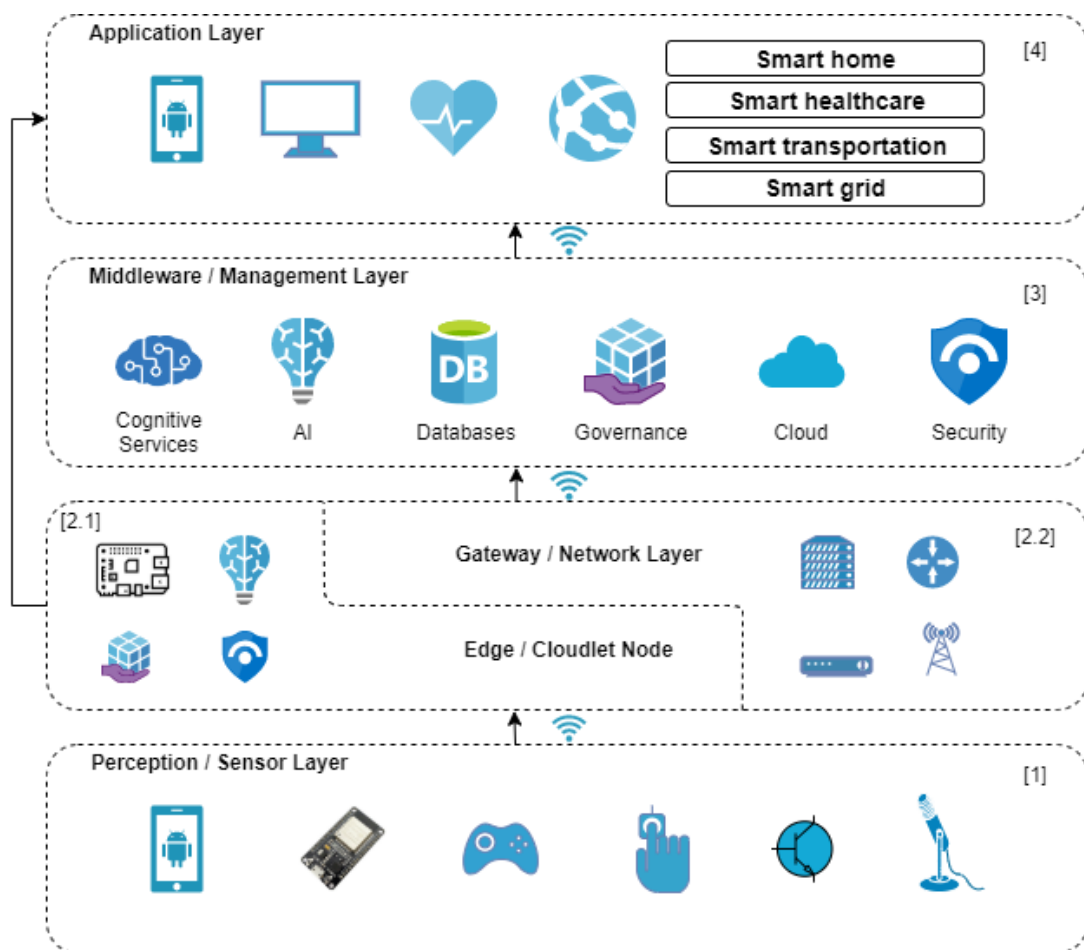 Application Layer
[4]
Smart home
Smart healthcare
Smart transportation
Smart grid
Middleware / Management Layer
[3]
DB
Cognitive
Services
AI
Databases
Governance
Cloud
Security
[2.1]
Gateway / Network Layer
[2.2]
Edge / Cloudlet Node
Perception / Sensor Layer
[1]